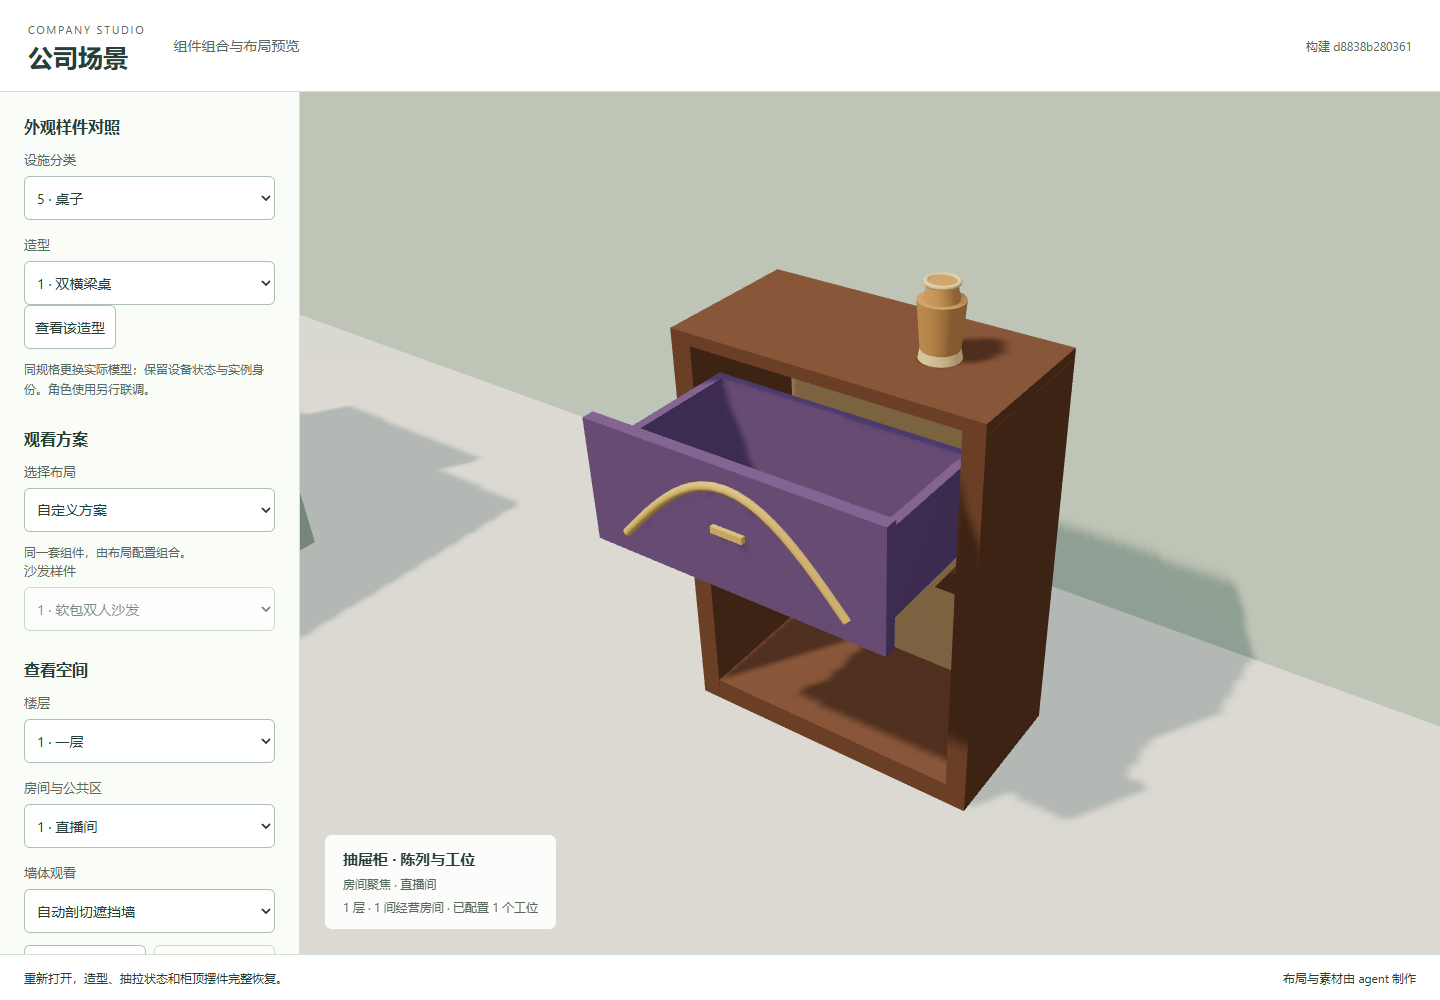 COMPANY STUDIO
公司场景
组件组合与布局预览
构建 d8838b280361
外观样件对照
设施分类
5 · 桌子
造型
1 · 双横梁桌
查看该造型
同规格更换实际模型；保留设备状态与实例身
份。角色使用另行联调。
观看方案
选择布局
自定义方案
同一套组件，由布局配置组合。
沙发样件
1 · 软包双人沙发
查看空间
楼层
1 · 一层
房间与公共区
1 · 直播间
墙体观看
自动剖切遮挡墙
抽屉柜 · 陈列与工位
房间聚焦 · 直播间
1 层 · 1 间经营房间 · 已配置 1 个工位
重新打开，造型、抽拉状态和柜顶摆件完整恢复。
布局与素材由 agent 制作